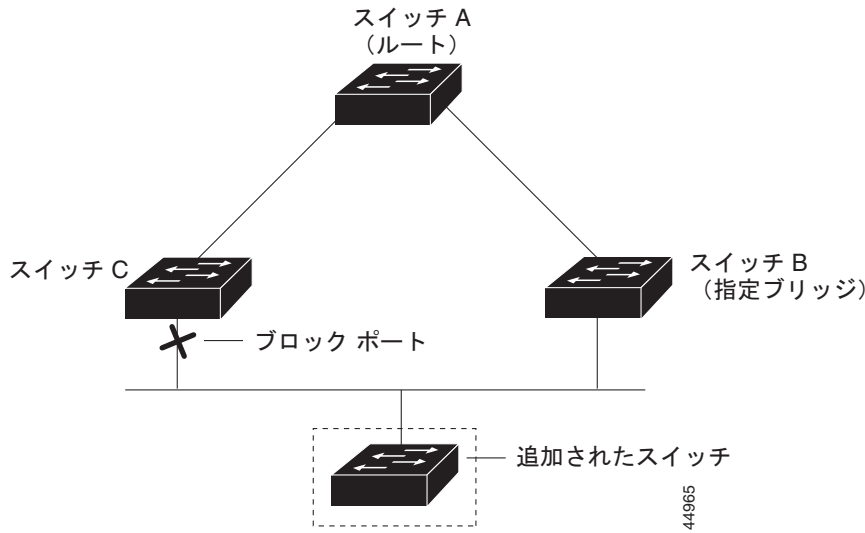 スイッチ A
（ルート）
スイッチ C
スイッチ B
（指定ブリッジ）
ブロック ポート
追加されたスイッチ
44965